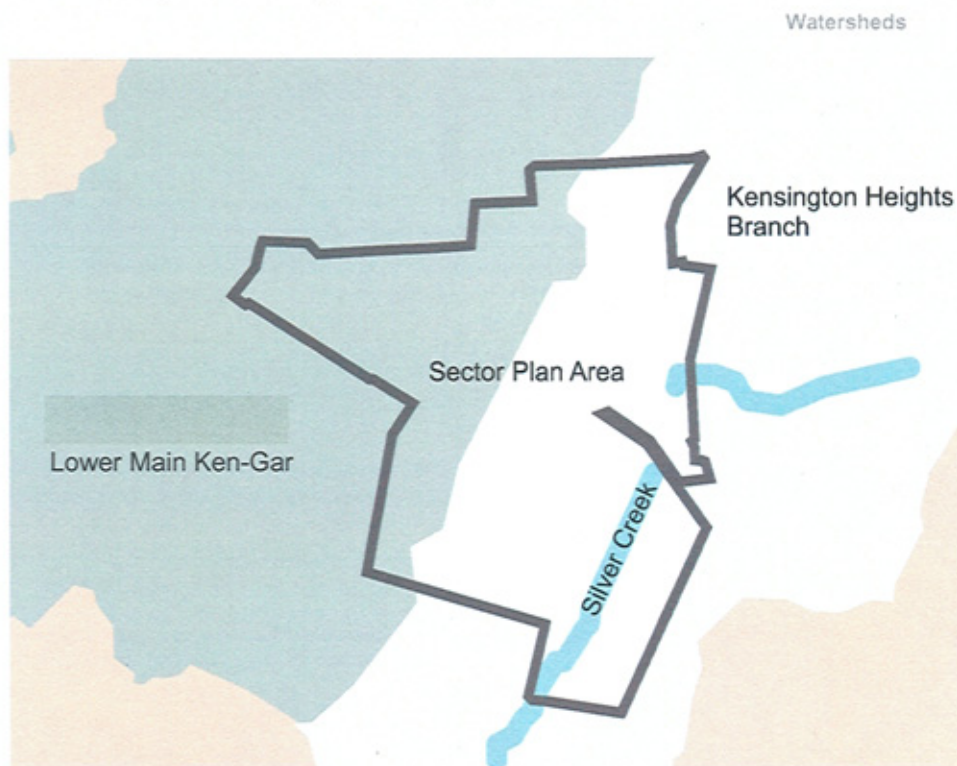 Watersheds
Kensington Heights
Branch
Sector Plan Area
Lower Main Ken-Gar
Silver Creek